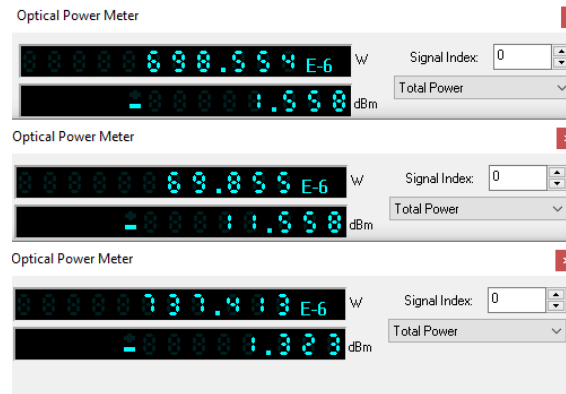 Optical Power Meter
698.554 E-6 W Signal Index: 0
- 1.558 dBm Total Power
Optical Power Meter
69.855 E-6 W Signal Index: 0
- 11.558 dBm Total Power
Optical Power Meter
737.413 E-6 W Signal Index: 0
- 1.323 dBm Total Power